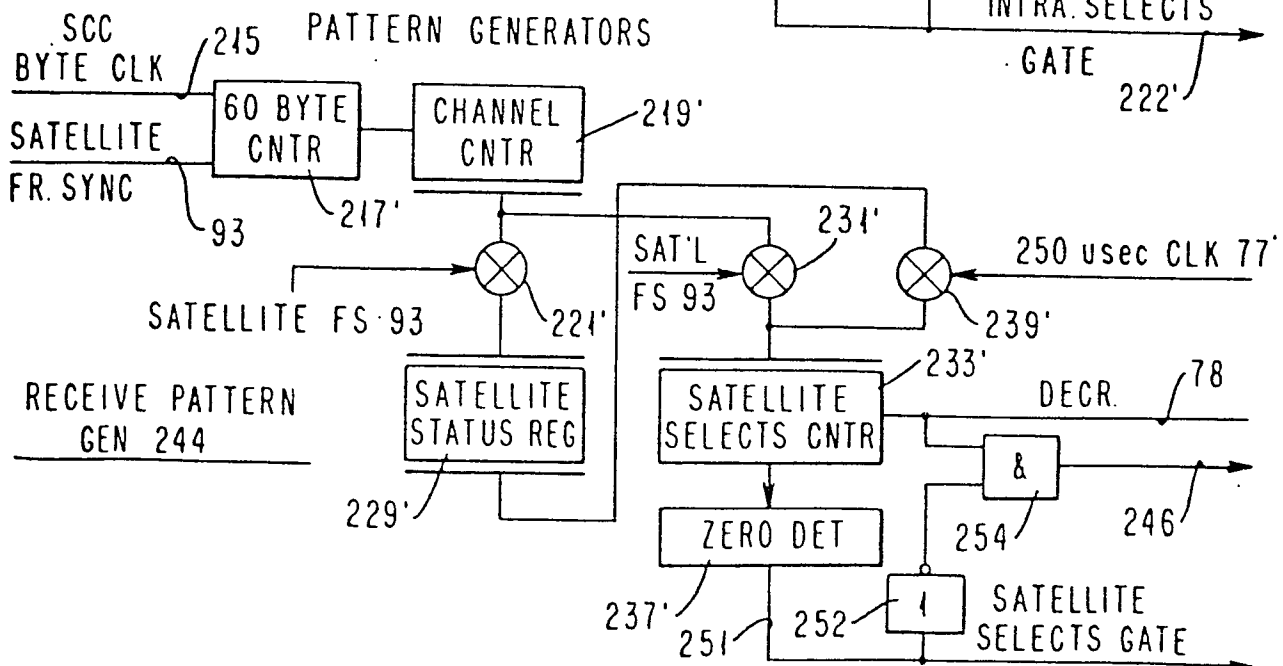 INTRA. SELECTS
GATE
222'
PATTERN GENERATORS
SCC
BYTE CLK
215
SATELLITE
FR. SYNC
93
60 BYTE
CNTR
217'
CHANNEL
CNTR
219'
SATELLITE FS 93
221'
SAT'L
FS 93
231'
250 usec CLK 77'
239'
RECEIVE PATTERN
GEN 244
SATELLITE
STATUS REG
229'
SATELLITE
SELECTS CNTR
233'
DECR.
78
&
254
246
ZERO DET
237'
251
252
1
SATELLITE
SELECTS GATE